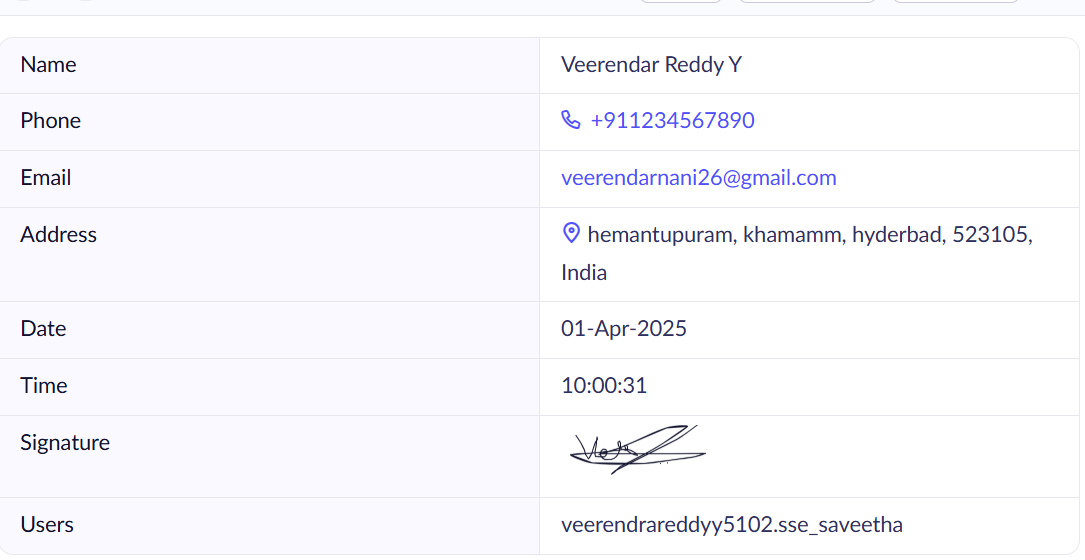 Name Veerendar Reddy Y
Phone +911234567890
Email veerendarnani26@gmail.com
Address hemantupuram, khamamm, hyderbad, 523105,
India
Date 01-Apr-2025
Time 10:00:31
Signature
Users veerendrareddyy5102.sse_saveetha